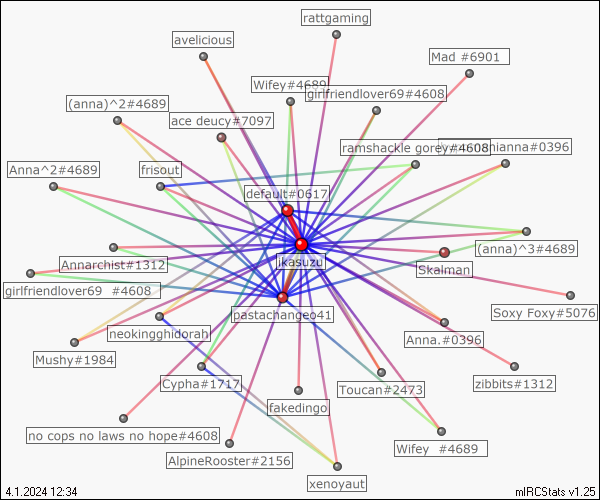 rattgaming
avelicious
Mad #6901
Wifey#4689
girlfriendlover69#4608
(anna)^2#4689
ace deucy#7097
ramshackle gorey#4608
Anna^2#4689
frisout
default#0617
(anna)^3#4689
jkasuzu
Annarchist#1312
Skalman
girlfriendlover69 #4608
Soxy Foxy#5076
pastachangeo41
neokingghidorah
Anna.#0396
Mushy#1984
Cypha#1717
Toucan#2473
zibbits#1312
fakedingo
no cops no laws no hope#4608
Wifey #4689
AlpineRooster#2156
xenoyaut
4.1.2024 12:34
mIRCStats v1.25